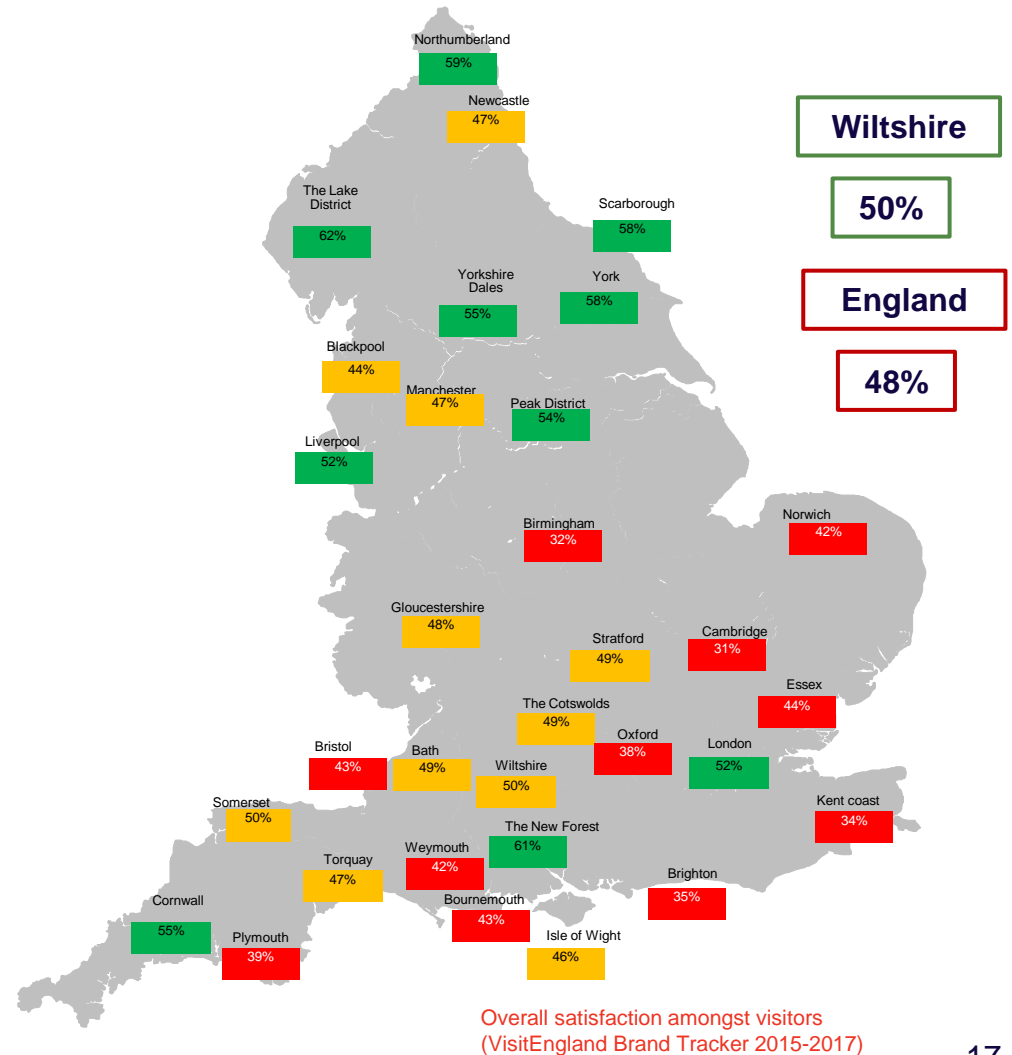 Northumberland
59%
Newcastle
47%
Wiltshire
50%
England
48%
The Lake
District
62%
Scarborough
58%
Yorkshire
Dales
55%
York
58%
Blackpool
44%
Manchester
47%
Peak District
54%
Liverpool
52%
Birmingham
32%
Norwich
42%
Gloucestershire
48%
Stratford
49%
Cambridge
31%
Essex
44%
The Cotswolds
49%
Oxford
38%
London
52%
Bristol
43%
Bath
49%
Wiltshire
50%
Kent coast
34%
Somerset
50%
The New Forest
61%
Torquay
47%
Weymouth
42%
Brighton
35%
Cornwall
55%
Plymouth
39%
Bournemouth
43%
Isle of Wight
46%
Overall satisfaction amongst visitors
(VisitEngland Brand Tracker 2015-2017)
17